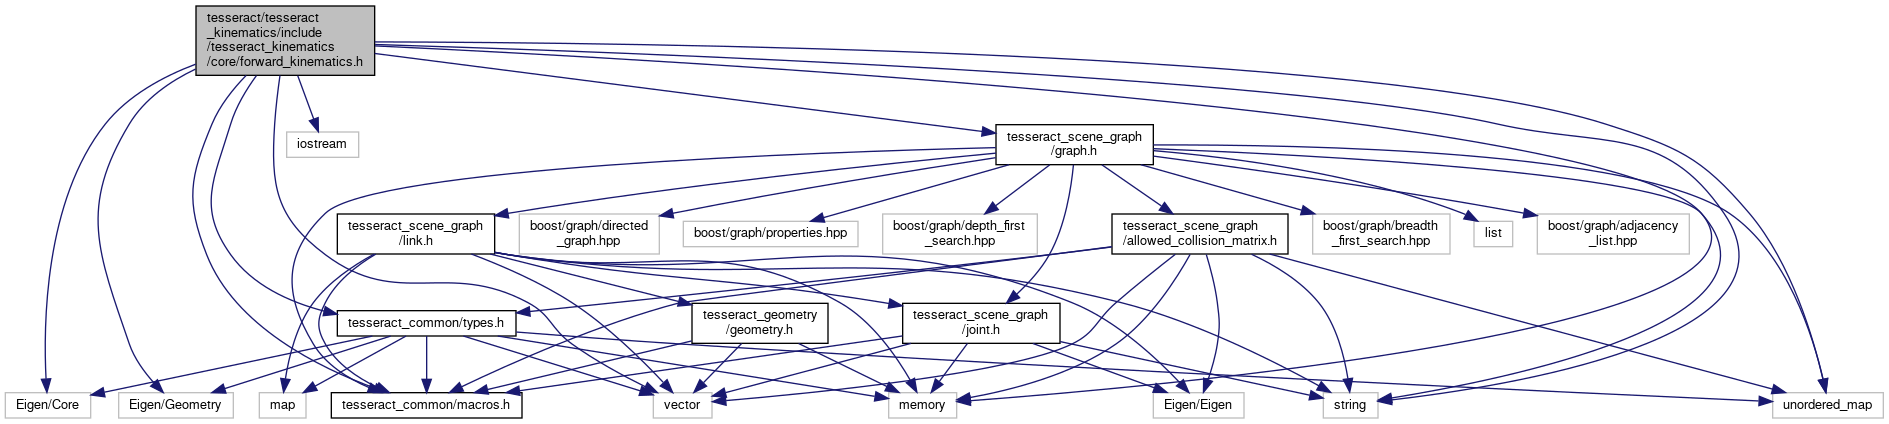 tesseract/tesseract
_kinematics/include
/tesseract_kinematics
/core/forward_kinematics.h
iostream
tesseract_scene_graph
/graph.h
tesseract_scene_graph
/link.h
boost/graph/directed
_graph.hpp
boost/graph/properties.hpp
boost/graph/depth_first
_search.hpp
tesseract_scene_graph
/allowed_collision_matrix.h
boost/graph/breadth
_first_search.hpp
list
boost/graph/adjacency
_list.hpp
tesseract_common/types.h
tesseract_geometry
/geometry.h
tesseract_scene_graph
/joint.h
Eigen/Core
Eigen/Geometry
map
tesseract_common/macros.h
vector
memory
Eigen/Eigen
string
unordered_map